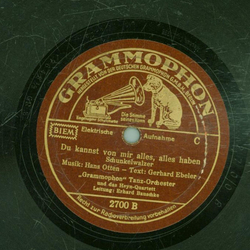 GRAMMOPHON
Die Stimme
seines Herrn
BIEM
Elektrische Aufnahme
C
Du kannst von mir alles, alles haben
Schunkelwalzer
Musik: Hans Otten - Text: Gerhard Ebeler
„Grammophon" Tanz-Orchester
und das Heyn-Quartett
Leitung: Erhard Bauschke
2700 B